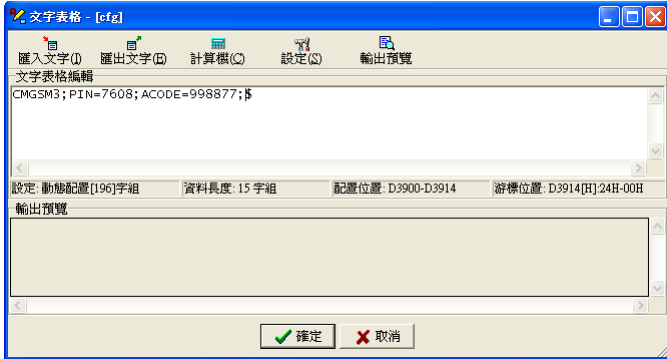 文字表格 - [cfg]
匯入文字(I) 匯出文字(E) 計算機(C) 設定(S) 輸出預覽
文字表格編輯
CMGSM3;PIN=7608;ACODE=998877;$
設定: 動態配置[196]字組 資料長度: 15 字組 配置位置: D3900-D3914 游標位置: D3914[H]:24H-00H
輸出預覽
確定 取消